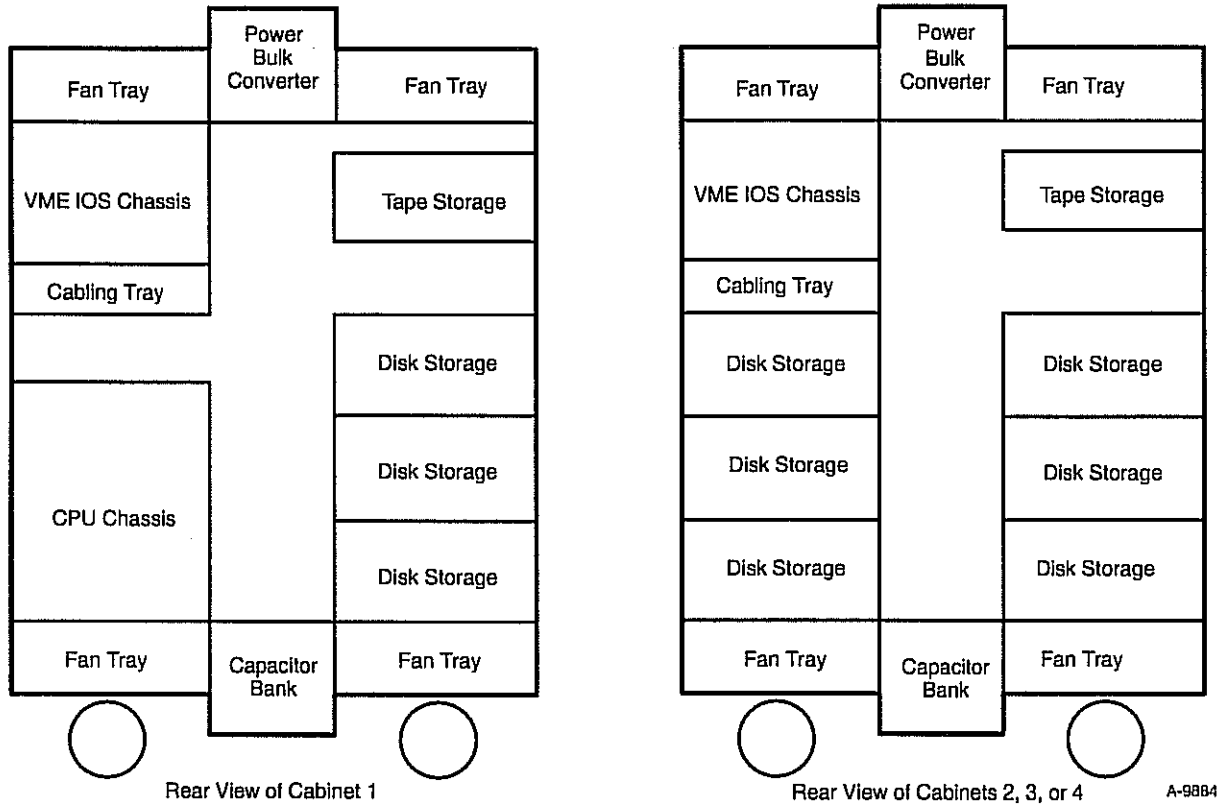 Power
Bulk
Converter
Fan Tray
Fan Tray
VME IOS Chassis
Tape Storage
Cabling Tray
Disk Storage
Disk Storage
CPU Chassis
Disk Storage
Fan Tray
Capacitor
Bank
Fan Tray
Rear View of Cabinet 1
Power
Bulk
Converter
Fan Tray
Fan Tray
VME IOS Chassis
Tape Storage
Cabling Tray
Disk Storage
Disk Storage
Disk Storage
Disk Storage
Disk Storage
Disk Storage
Fan Tray
Capacitor
Bank
Fan Tray
Rear View of Cabinets 2, 3, or 4
A-9884